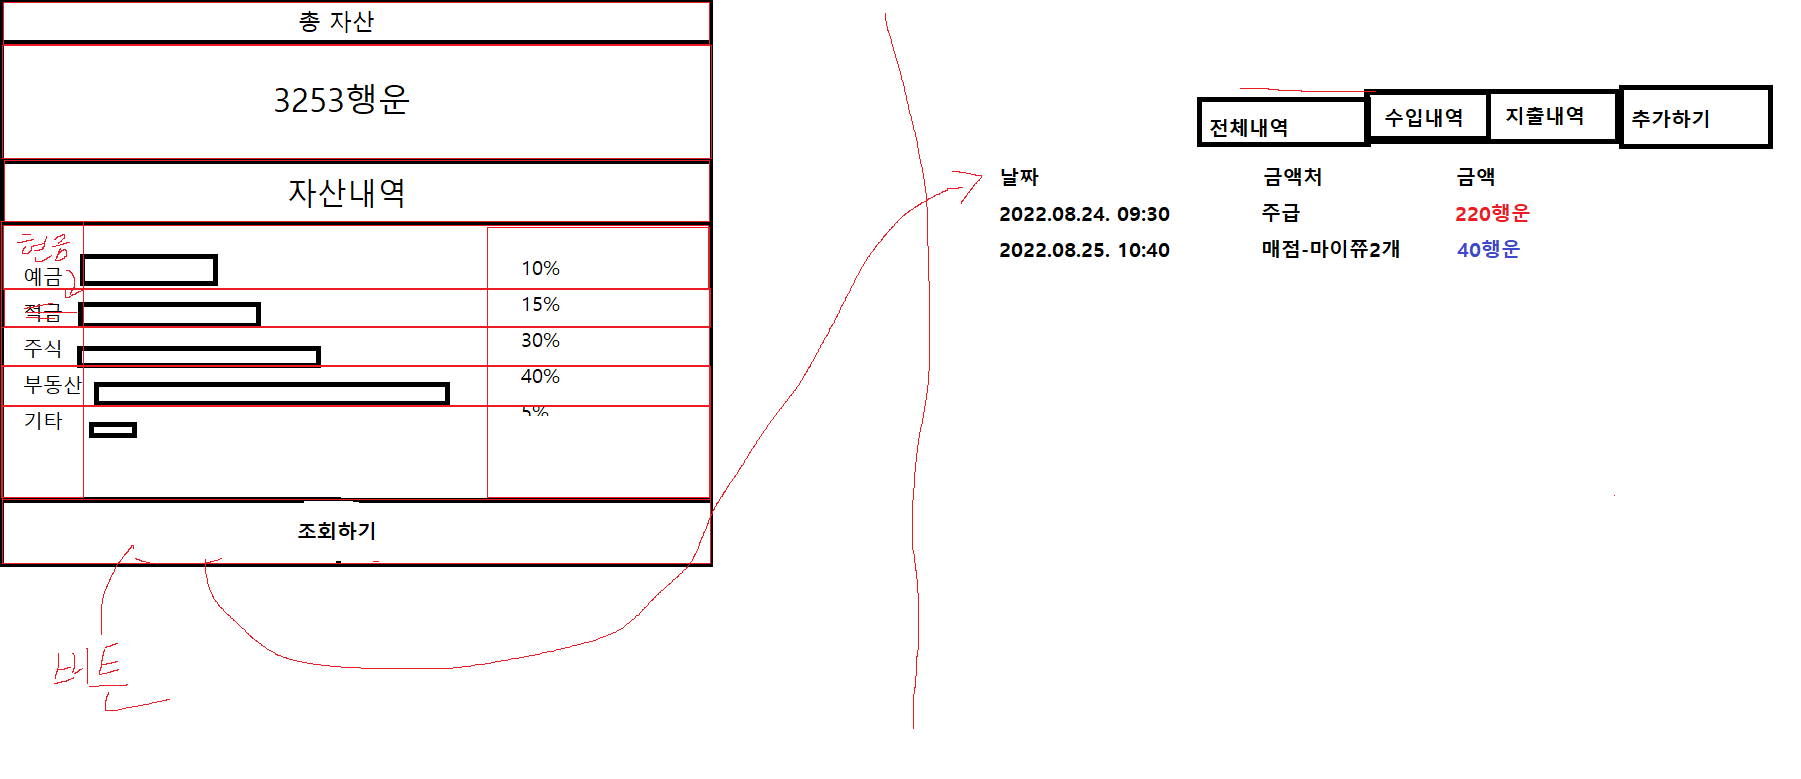 총 자산
3253행운
자산내역
현금
예금 10%
적금 15%
주식 30%
부동산 40%
기타 5%
조회하기
버튼
전체내역 수입내역 지출내역 추가하기
날짜 금액처 금액
2022.08.24. 09:30 주급 220행운
2022.08.25. 10:40 매점-마이쮸2개 40행운